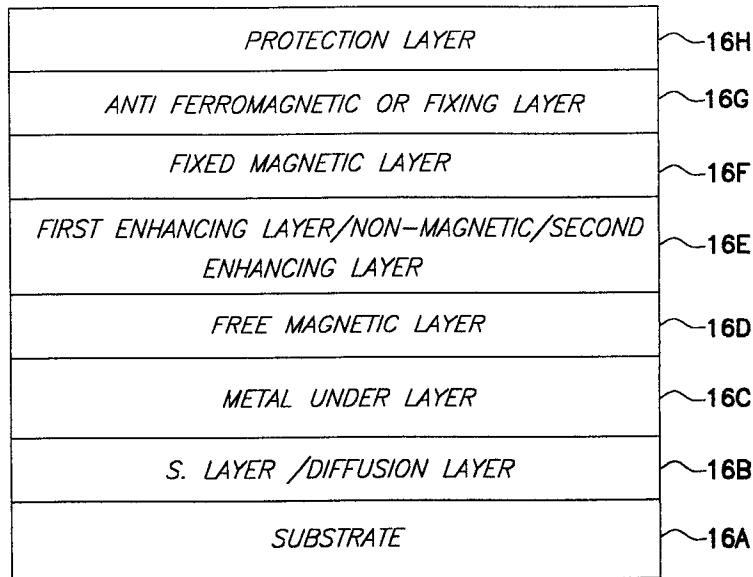 PROTECTION LAYER 16H
ANTI FERROMAGNETIC OR FIXING LAYER 16G
FIXED MAGNETIC LAYER 16F
FIRST ENHANCING LAYER/NON-MAGNETIC/SECOND
ENHANCING LAYER 16E
FREE MAGNETIC LAYER 16D
METAL UNDER LAYER 16C
S. LAYER /DIFFUSION LAYER 16B
SUBSTRATE 16A